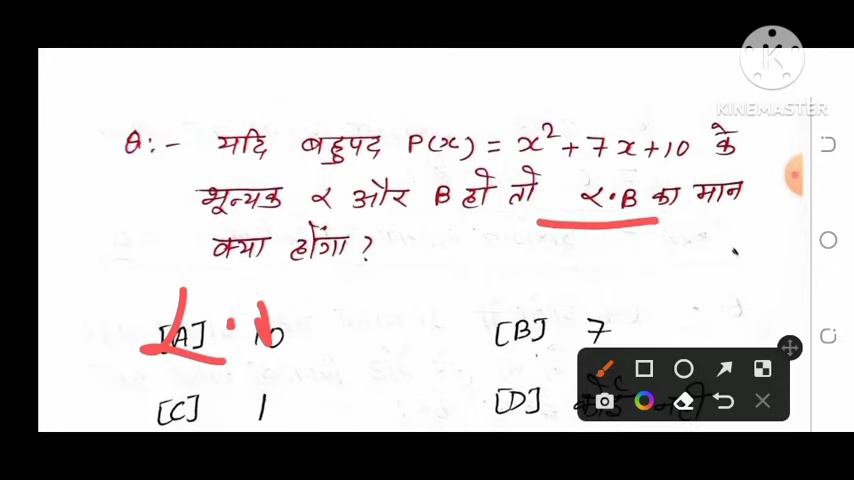 KINEMASTER
θ:- यदि बहुपद P(x) = x² + 7x + 10 के
शून्यक α और B हो तो α·B का मान
क्या होंगा ?
[A] 10 [B] 7
[C] 1 [D]